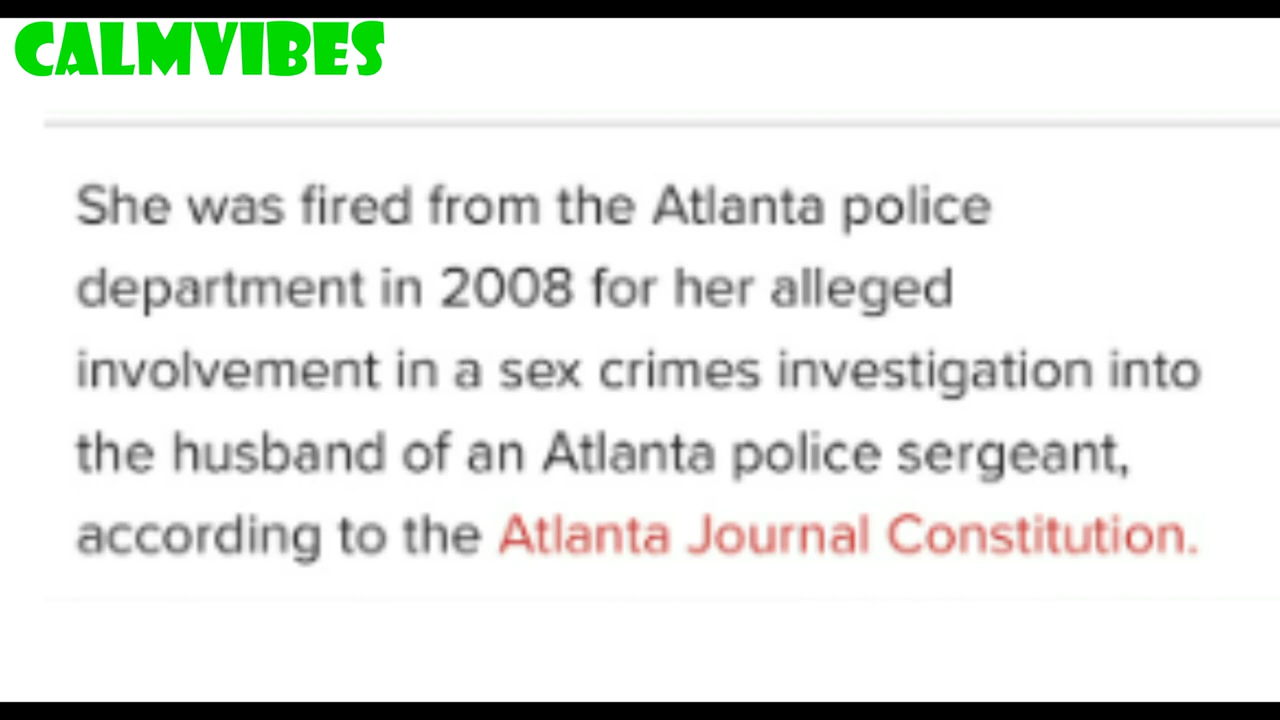 CALMVIBES
She was fired from the Atlanta police
department in 2008 for her alleged
involvement in a sex crimes investigation into
the husband of an Atlanta police sergeant,
according to the Atlanta Journal Constitution.